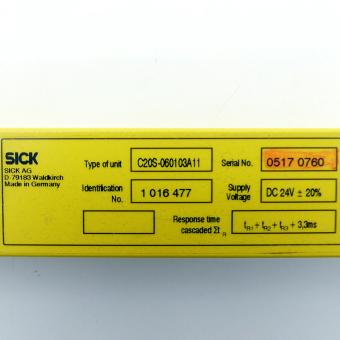 SICK
SICK AG
D-79183 Waldkirch
Made in Germany
Type of unit C20S-060103A11 Serial No. 0517 0760
Identification No. 1 016 477 Supply Voltage DC 24V ± 20%
Response time cascaded Σt R tR1 + tR2 + tR3 + 3,3ms